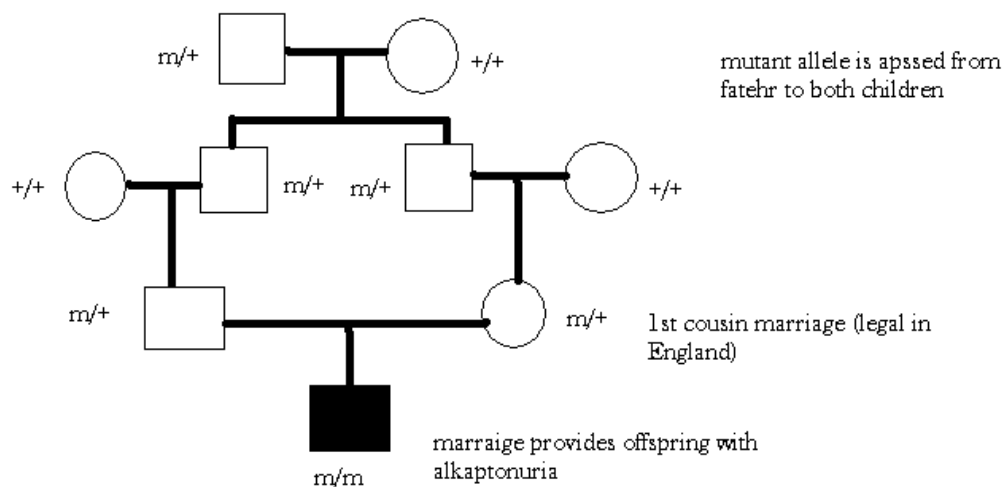 m/+
+/+
mutant allele is apssed from
fatehr to both children
+/+
m/+
m/+
+/+
m/+
m/+
1st cousin marriage (legal in
England)
marraige provides offspring with
alkaptonuria
m/m